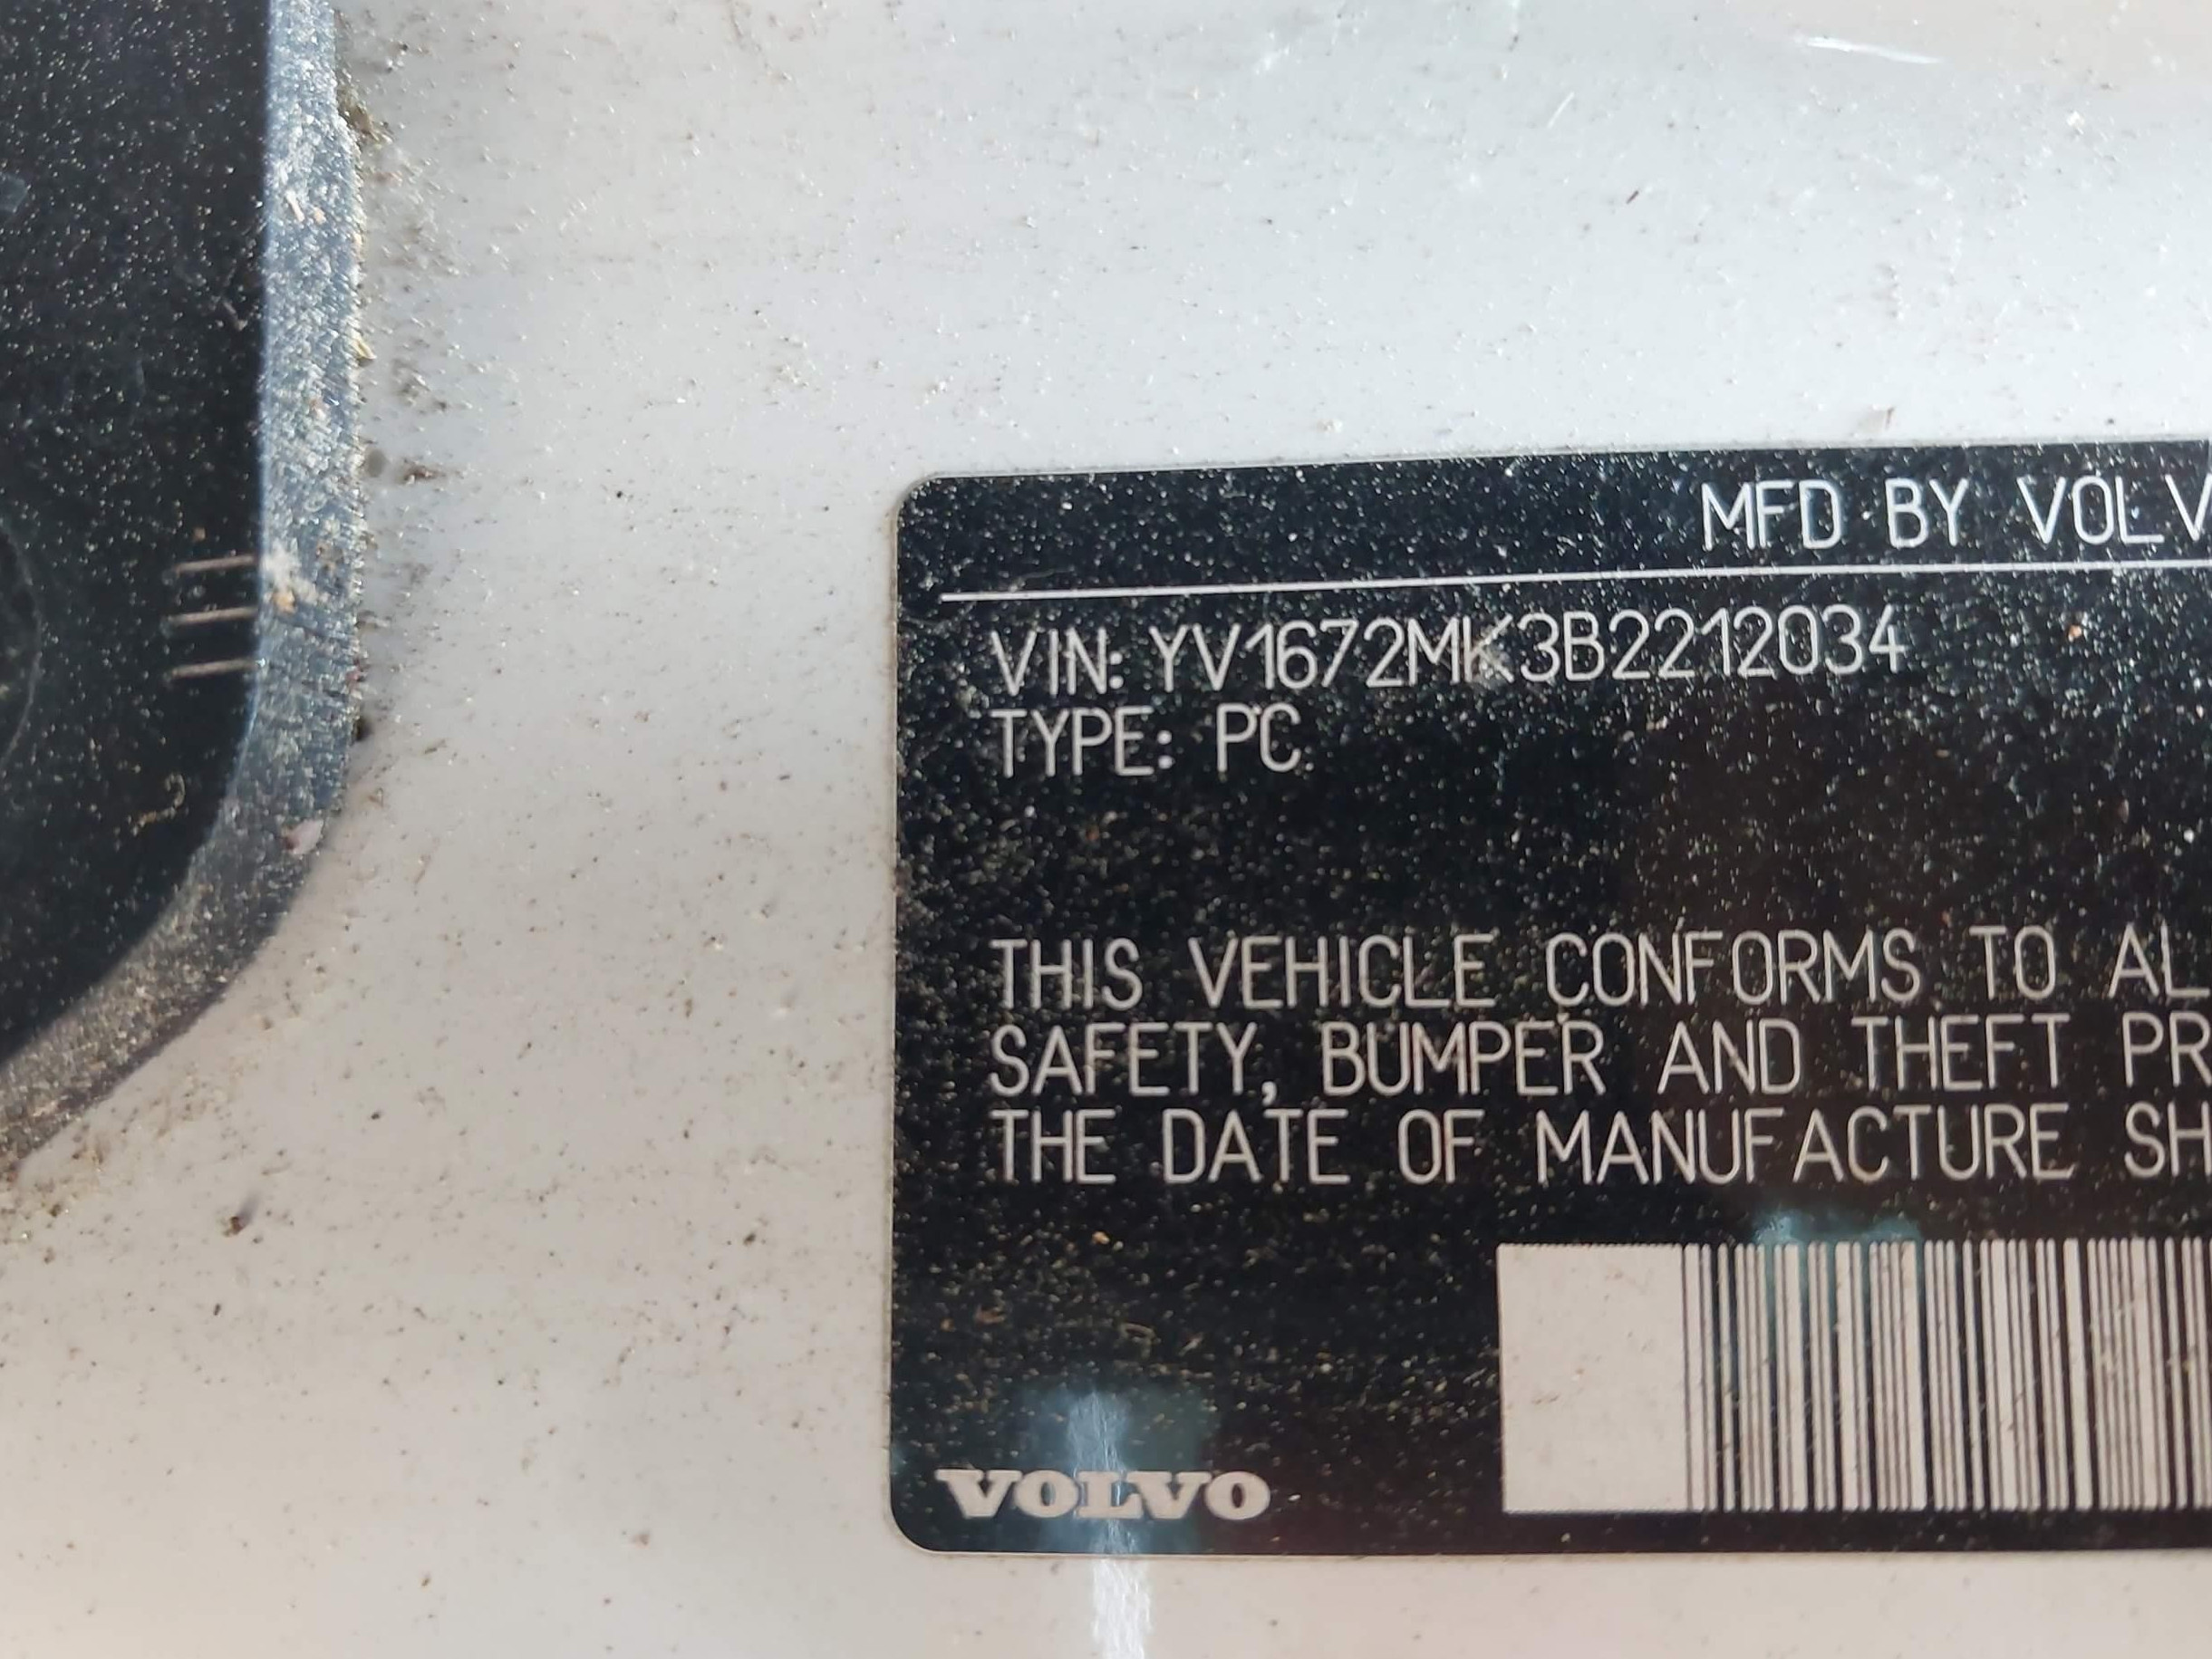 MFD BY VOLV
VIN: YV1672MK3B2212034
TYPE: PC
THIS VEHICLE CONFORMS TO AL
SAFETY, BUMPER AND THEFT PR
THE DATE OF MANUFACTURE SH
VOLVO